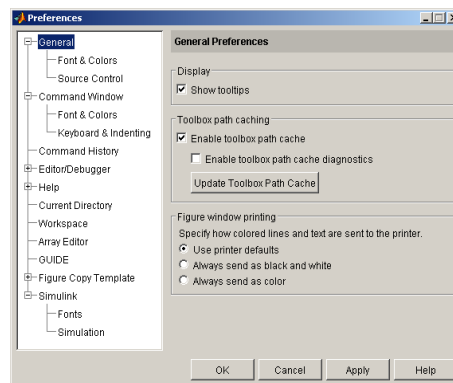 Preferences
General
Font & Colors
Source Control
Command Window
Font & Colors
Keyboard & Indenting
Command History
Editor/Debugger
Help
Current Directory
Workspace
Array Editor
GUIDE
Figure Copy Template
Simulink
Fonts
Simulation
General Preferences
Display
Show tooltips
Toolbox path caching
Enable toolbox path cache
Enable toolbox path cache diagnostics
Update Toolbox Path Cache
Figure window printing
Specify how colored lines and text are sent to the printer.
Use printer defaults
Always send as black and white
Always send as color
OK Cancel Apply Help